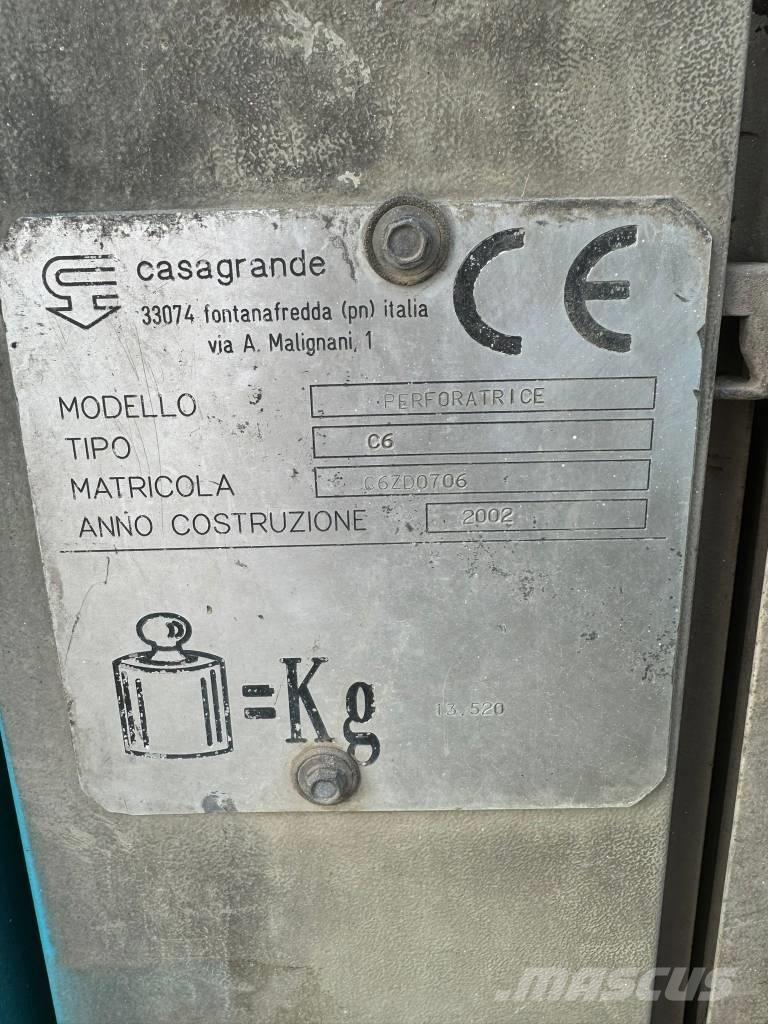 casagrande
33074 fontanafredda (pn) italia
via A. Malignani, 1
CE
MODELLO PERFORATRICE
TIPO C6
MATRICOLA C6ZD0706
ANNO COSTRUZIONE 2002
=Kg 13,520
MASCUS